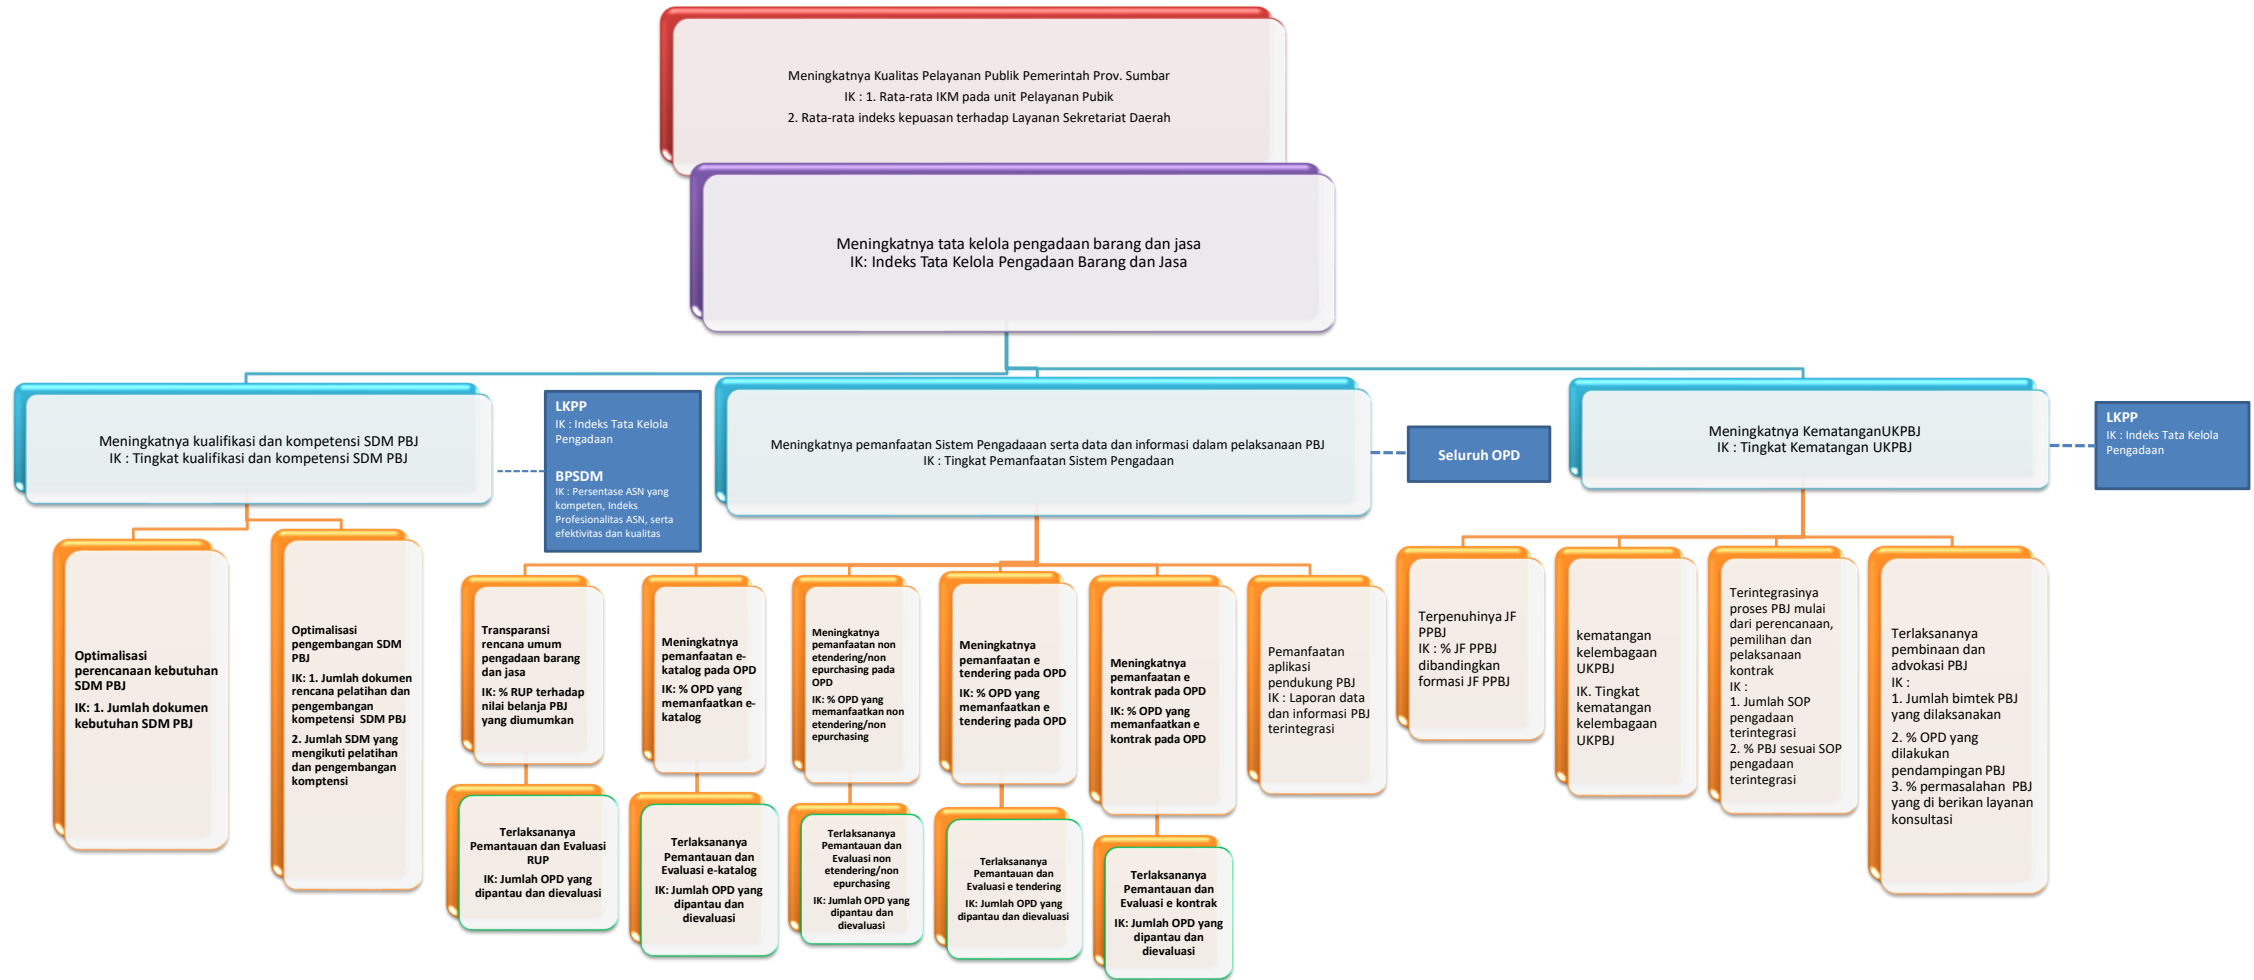 Meningkatnya Kualitas Pelayanan Publik Pemerintah Prov. Sumbar
IK : 1. Rata-rata IKM pada unit Pelayanan Pubik
2. Rata-rata indeks kepuasan terhadap Layanan Sekretariat Daerah
Meningkatnya tata kelola pengadaan barang dan jasa
IK: Indeks Tata Kelola Pengadaan Barang dan Jasa
Meningkatnya kualifikasi dan kompetensi SDM PBJ
IK : Tingkat kualifikasi dan kompetensi SDM PBJ
LKPP
IK : Indeks Tata Kelola
Pengadaan
BPSDM
IK : Persentase ASN yang
kompeten, Indeks
Profesionalitas ASN, serta
efektivitas dan kualitas
Meningkatnya pemanfaatan Sistem Pengadaaan serta data dan informasi dalam pelaksanaan PBJ
IK : Tingkat Pemanfaatan Sistem Pengadaan
Seluruh OPD
Meningkatnya KematanganUKPBJ
IK : Tingkat Kematangan UKPBJ
LKPP
IK : Indeks Tata Kelola
Pengadaan
Optimalisasi
perencanaan kebutuhan
SDM PBJ
IK: 1. Jumlah dokumen
kebutuhan SDM PBJ
Optimalisasi
pengembangan SDM
PBJ
IK: 1. Jumlah dokumen
rencana pelatihan dan
pengembangan
kompetensi  SDM PBJ
2. Jumlah SDM yang
mengikuti pelatihan
dan pengembangan
komptensi
Transparansi
rencana umum
pengadaan barang
dan jasa
IK: % RUP terhadap
nilai belanja PBJ
yang diumumkan
Meningkatnya
pemanfatan e-
katalog pada OPD
IK: % OPD yang
memanfaatkan e-
katalog
Meningkatnya
pemanfaatan non
etendering/non
epurchasing pada
OPD
IK: % OPD yang
memanfaatkan non
etendering/non
epurchasing
Meningkatnya
pemanfatan e
tendering pada OPD
IK: % OPD yang
memanfaatkan e
tendering pada OPD
Meningkatnya
pemanfatan e
kontrak pada OPD
IK: % OPD yang
memanfaatkan e
kontrak pada OPD
Pemanfaatan
aplikasi
pendukung PBJ
IK : Laporan data
dan informasi PBJ
terintegrasi
Terpenuhinya JF
PPBJ
IK : % JF PPBJ
dibandingkan
formasi JF PPBJ
kematangan
kelembagaan
UKPBJ
IK. Tingkat
kematangan
kelembagaan
UKPBJ
Terintegrasinya
proses PBJ mulai
dari perencanaan,
pemilihan dan
pelaksanaan
kontrak
IK :
1. Jumlah SOP
pengadaan
terintegrasi
2. % PBJ sesuai SOP
pengadaan
terintegrasi
Terlaksananya
pembinaan dan
advokasi PBJ
IK :
1. Jumlah bimtek PBJ
yang dilaksanakan
2. % OPD yang
dilakukan
pendampingan PBJ
3. % permasalahan  PBJ
yang di berikan layanan
konsultasi
Terlaksananya
Pemantauan dan Evaluasi
RUP
IK: Jumlah OPD yang
dipantau dan dievaluasi
Terlaksananya
Pemantauan dan
Evaluasi e-katalog
IK: Jumlah OPD yang
dipantau dan
dievaluasi
Terlaksananya
Pemantauan dan
Evaluasi non
etendering/non
epurchasing
IK: Jumlah OPD yang
dipantau dan
dievaluasi
Terlaksananya
Pemantauan dan
Evaluasi e tendering
IK: Jumlah OPD yang
dipantau dan dievaluasi
Terlaksananya
Pemantauan dan
Evaluasi e kontrak
IK: Jumlah OPD yang
dipantau dan
dievaluasi